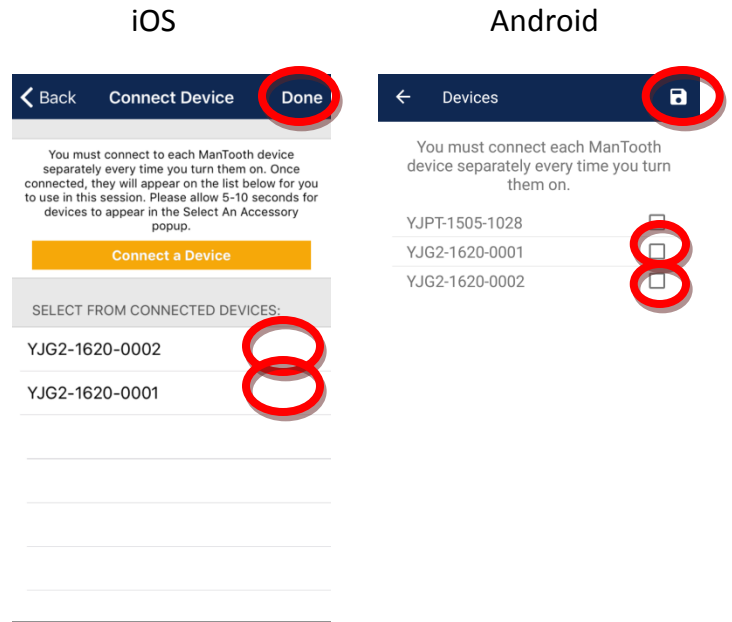 iOS
Android
Back Connect Device Done
You must connect to each ManTooth device
separately every time you turn them on. Once
connected, they will appear on the list below for you
to use in this session. Please allow 5-10 seconds for
devices to appear in the Select An Accessory
popup.
Connect a Device
SELECT FROM CONNECTED DEVICES:
YJG2-1620-0002
YJG2-1620-0001
Devices
You must connect each ManTooth
device separately every time you turn
them on.
YJPT-1505-1028
YJG2-1620-0001
YJG2-1620-0002